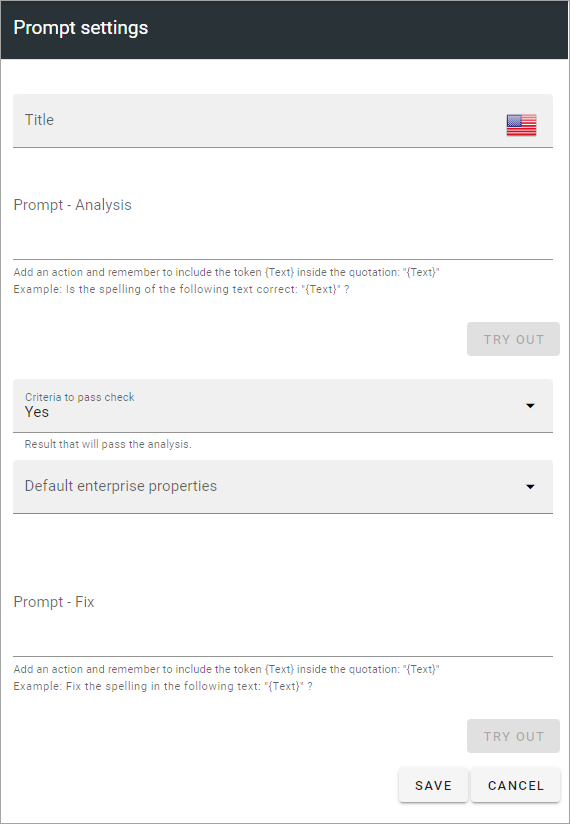 Prompt settings
Title
Prompt - Analysis
Add an action and remember to include the token {Text} inside the quotation: "{Text}"
Example: Is the spelling of the following text correct: "{Text}" ?
TRY OUT
Criteria to pass check
Yes
Result that will pass the analysis.
Default enterprise properties
Prompt - Fix
Add an action and remember to include the token {Text} inside the quotation: "{Text}"
Example: Fix the spelling in the following text: "{Text}" ?
TRY OUT
SAVE CANCEL